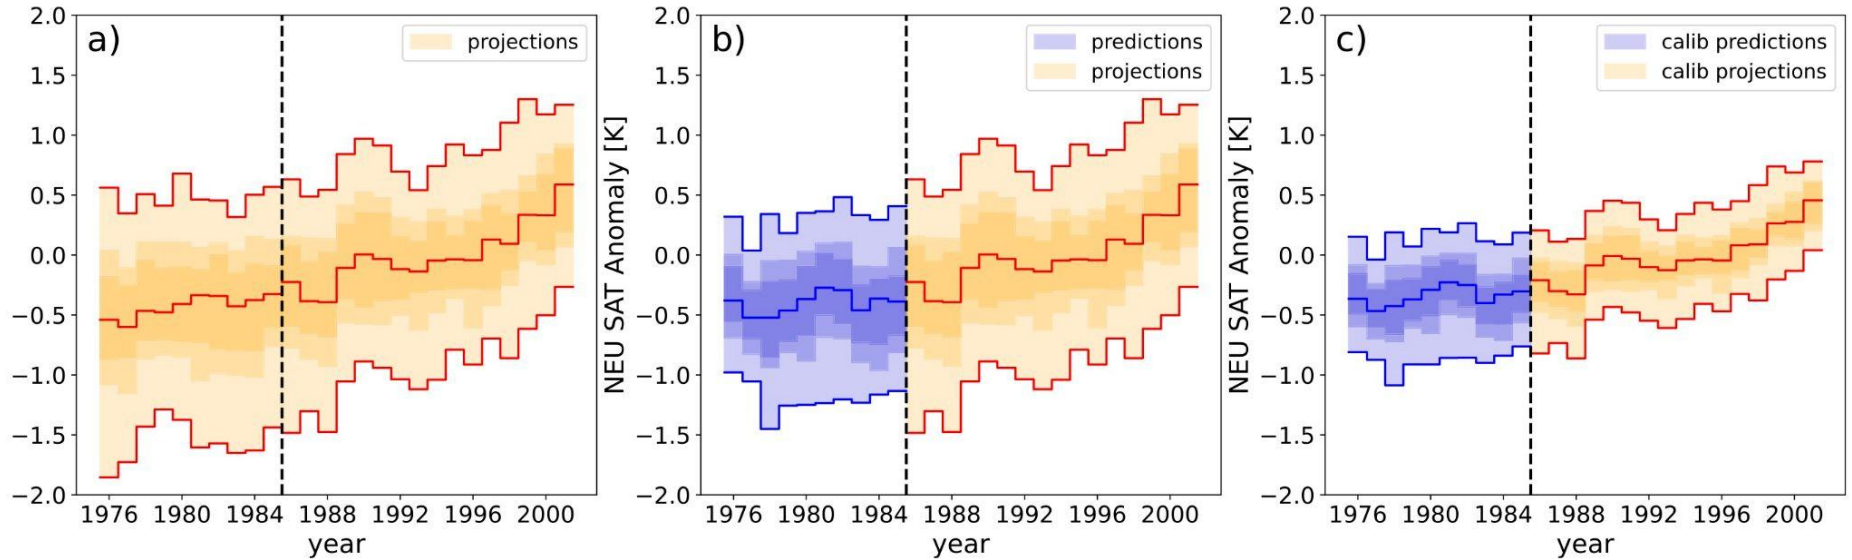 a)
projections
2.0
1.5
1.0
0.5
0.0
−0.5
−1.0
−1.5
−2.0
1976 1980 1984 1988 1992 1996 2000
year
b)
predictions
projections
NEU SAT Anomaly [K]
2.0
1.5
1.0
0.5
0.0
−0.5
−1.0
−1.5
−2.0
1976 1980 1984 1988 1992 1996 2000
year
c)
calib predictions
calib projections
NEU SAT Anomaly [K]
2.0
1.5
1.0
0.5
0.0
−0.5
−1.0
−1.5
−2.0
1976 1980 1984 1988 1992 1996 2000
year